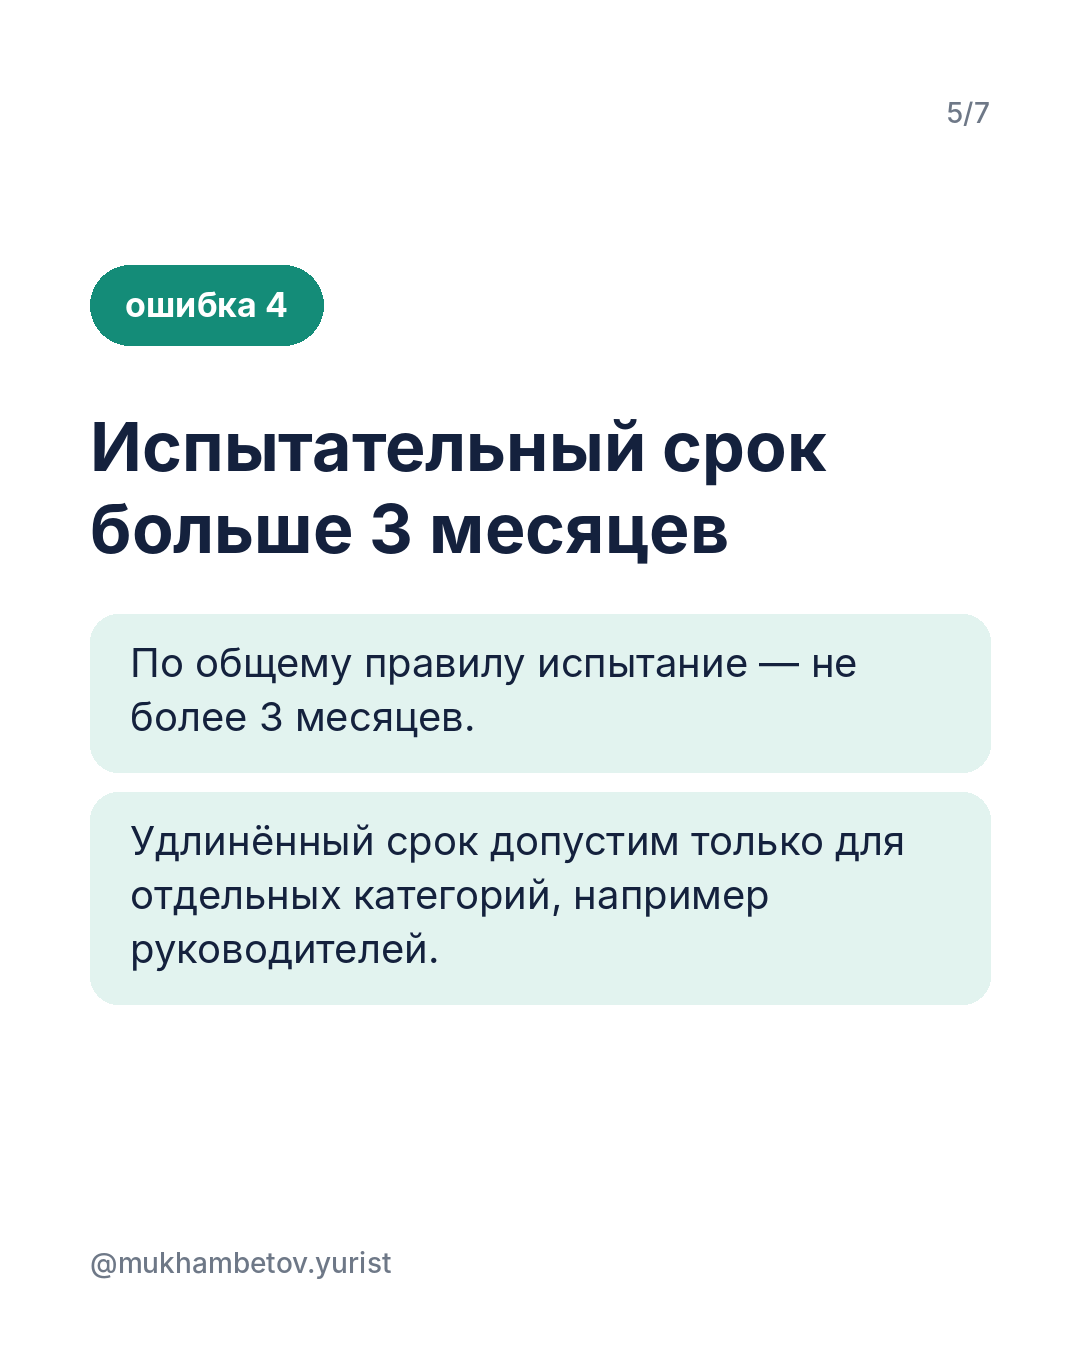 5/7
ошибка 4
Испытательный срок
больше 3 месяцев
По общему правилу испытание — не
более 3 месяцев.
Удлинённый срок допустим только для
отдельных категорий, например
руководителей.
@mukhambetov.yurist